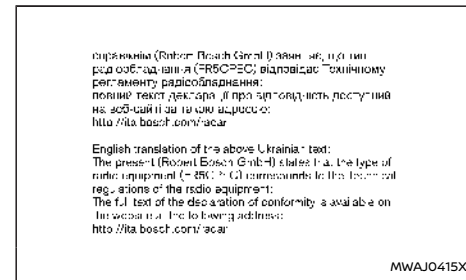 справжнім (Robert Bosch GmbH) заявляє, що тип
радіообладнання (FR5CPEC) відповідає Технічному
регламенту радіообладнання;
повний текст декларації про відповідність доступний
на веб-сайті за такою адресою:
http://ita.bosch.com/racar
English translation of the above Ukrainian text:
The present (Robert Bosch GmbH) states that the type of
radio equipment (FR5CPEC) corresponds to the technical
regulations of the radio equipment;
The full text of the declaration of conformity is available on
the website at the following address:
http://ita.bosch.com/racar
MWAJ0415X